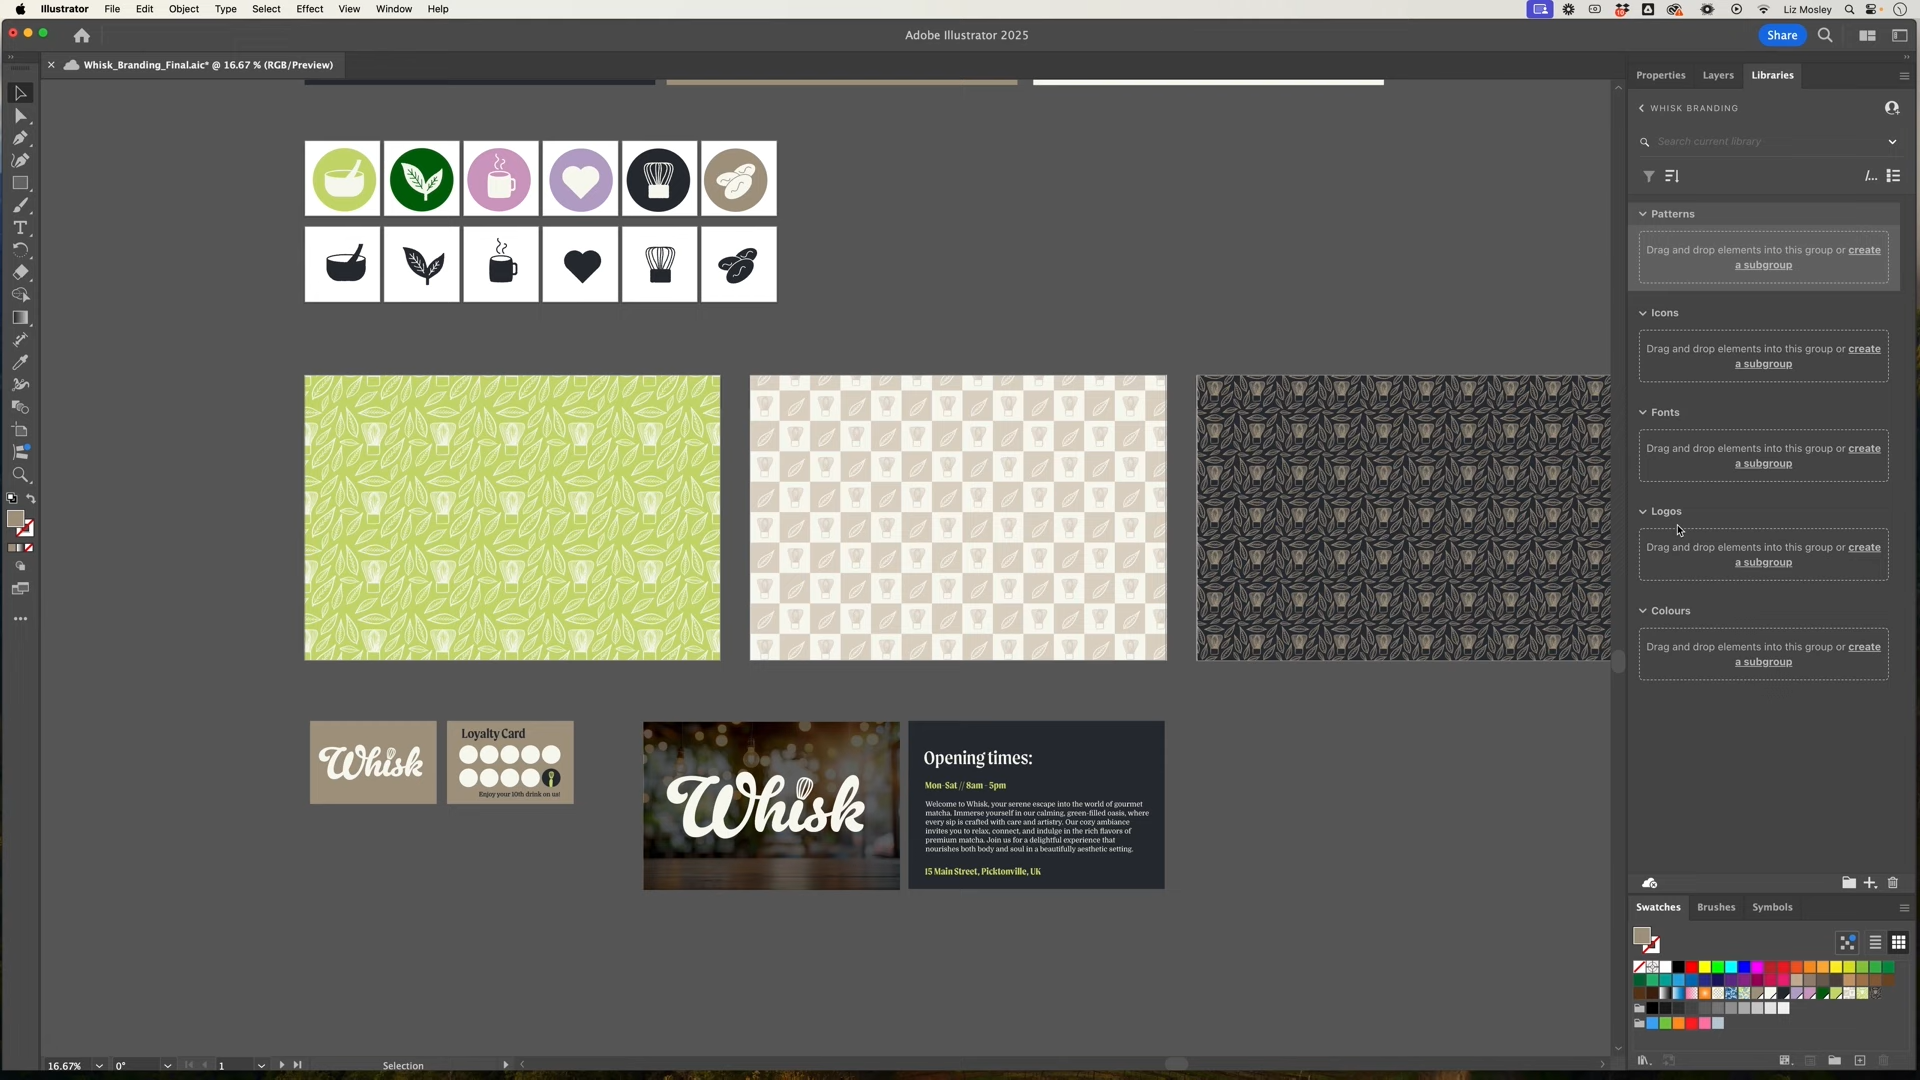 Illustrator File Edit Object Type Select Effect View Window Help
Liz Mosley
Adobe Illustrator 2025
Share
Whisk_Branding_Final.aic* @ 16.67 % (RGB/Preview)
Properties Layers Libraries
WHISK BRANDING
Search current library
Patterns
Drag and drop elements into this group or create
a subgroup
Icons
Drag and drop elements into this group or create
a subgroup
Fonts
Drag and drop elements into this group or create
a subgroup
Logos
Drag and drop elements into this group or create
a subgroup
Colours
Drag and drop elements into this group or create
a subgroup
Whisk
Loyalty Card
Enjoy your 10th drink on us!
Whisk
Opening times:
Mon-Sat // 8am - 5pm
Welcome to Whisk, your serene escape into the world of gourmet
matcha. Immerse yourself in our calming, green-filled oasis, where
every sip is crafted with care and artistry. Our cozy ambiance
invites you to relax, connect, and indulge in the rich flavors of
premium matcha. Join us for a delightful experience that
nourishes both body and soul in a beautifully aesthetic setting.
15 Main Street, Picktonville, UK
Swatches Brushes Symbols
16.67% 0° 1 Selection